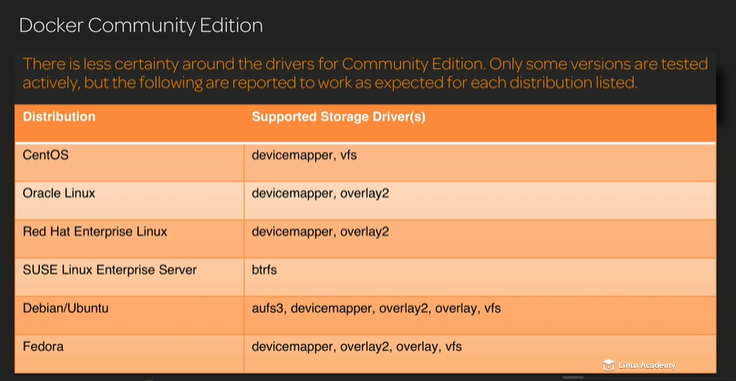 Docker Community Edition
There is less certainty around the drivers for Community Edition. Only some versions are tested
actively, but the following are reported to work as expected for each distribution listed.
Distribution Supported Storage Driver(s)
CentOS devicemapper, vfs
Oracle Linux devicemapper, overlay2
Red Hat Enterprise Linux devicemapper, overlay2
SUSE Linux Enterprise Server btrfs
Debian/Ubuntu aufs3, devicemapper, overlay2, overlay, vfs
Fedora devicemapper, overlay2, overlay, vfs
Linux Academy